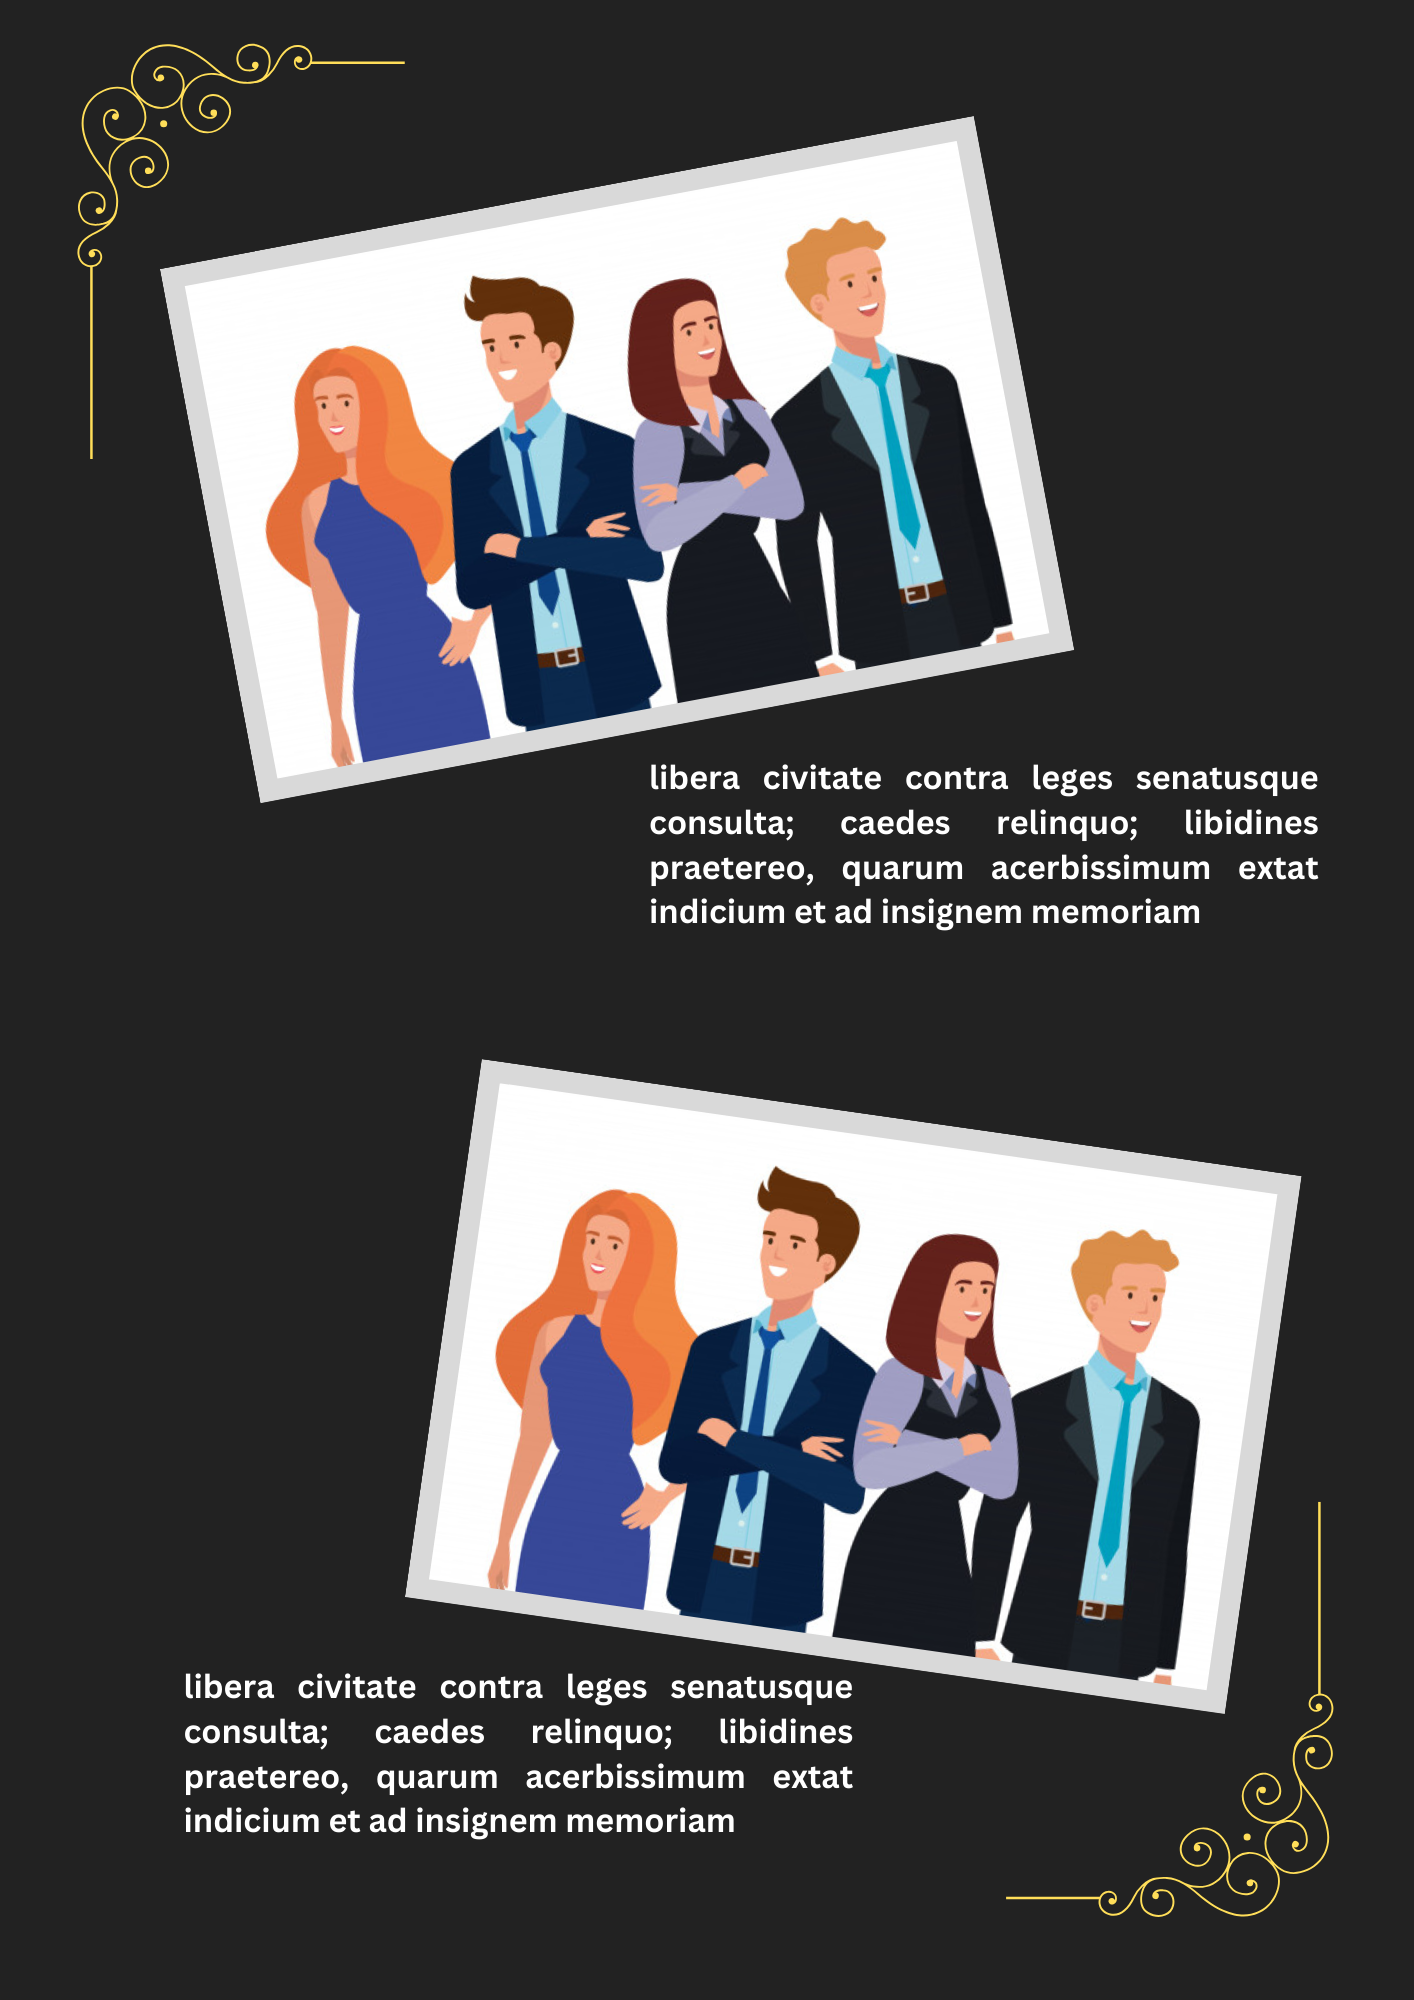 libera civitate contra leges senatusque
consulta; caedes relinquo; libidines
praetereo, quarum acerbissimum extat
indicium et ad insignem memoriam
libera civitate contra leges senatusque
consulta; caedes relinquo; libidines
praetereo, quarum acerbissimum extat
indicium et ad insignem memoriam